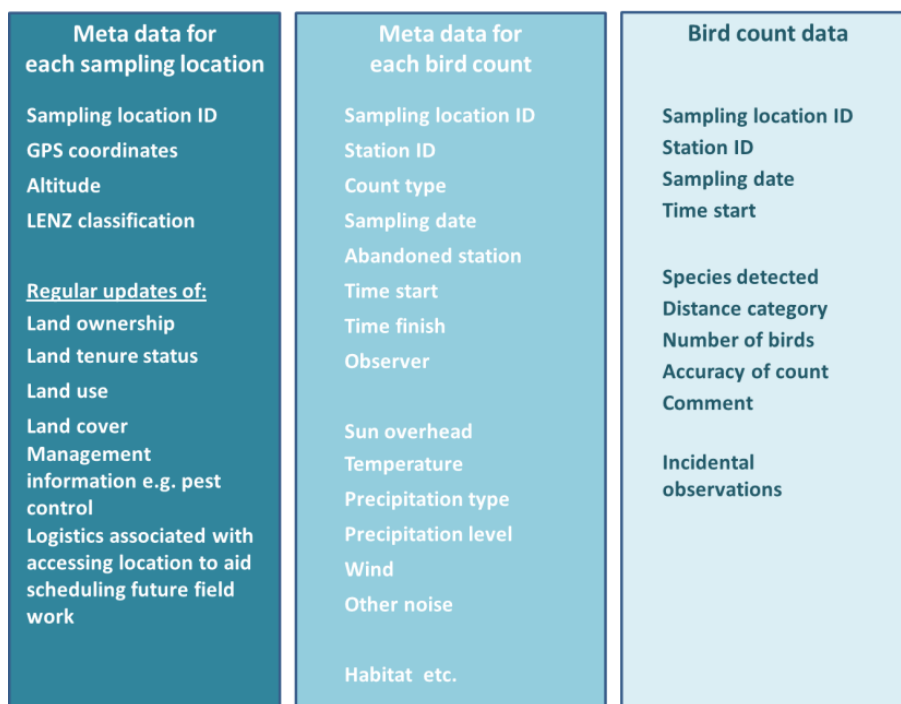 Meta data for
each sampling location
Sampling location ID
GPS coordinates
Altitude
LENZ classification
Regular updates of:
Land ownership
Land tenure status
Land use
Land cover
Management
information e.g. pest
control
Logistics associated with
accessing location to aid
scheduling future field
work
Meta data for
each bird count
Sampling location ID
Station ID
Count type
Sampling date
Abandoned station
Time start
Time finish
Observer
Sun overhead
Temperature
Precipitation type
Precipitation level
Wind
Other noise
Habitat etc.
Bird count data
Sampling location ID
Station ID
Sampling date
Time start
Species detected
Distance category
Number of birds
Accuracy of count
Comment
Incidental
observations